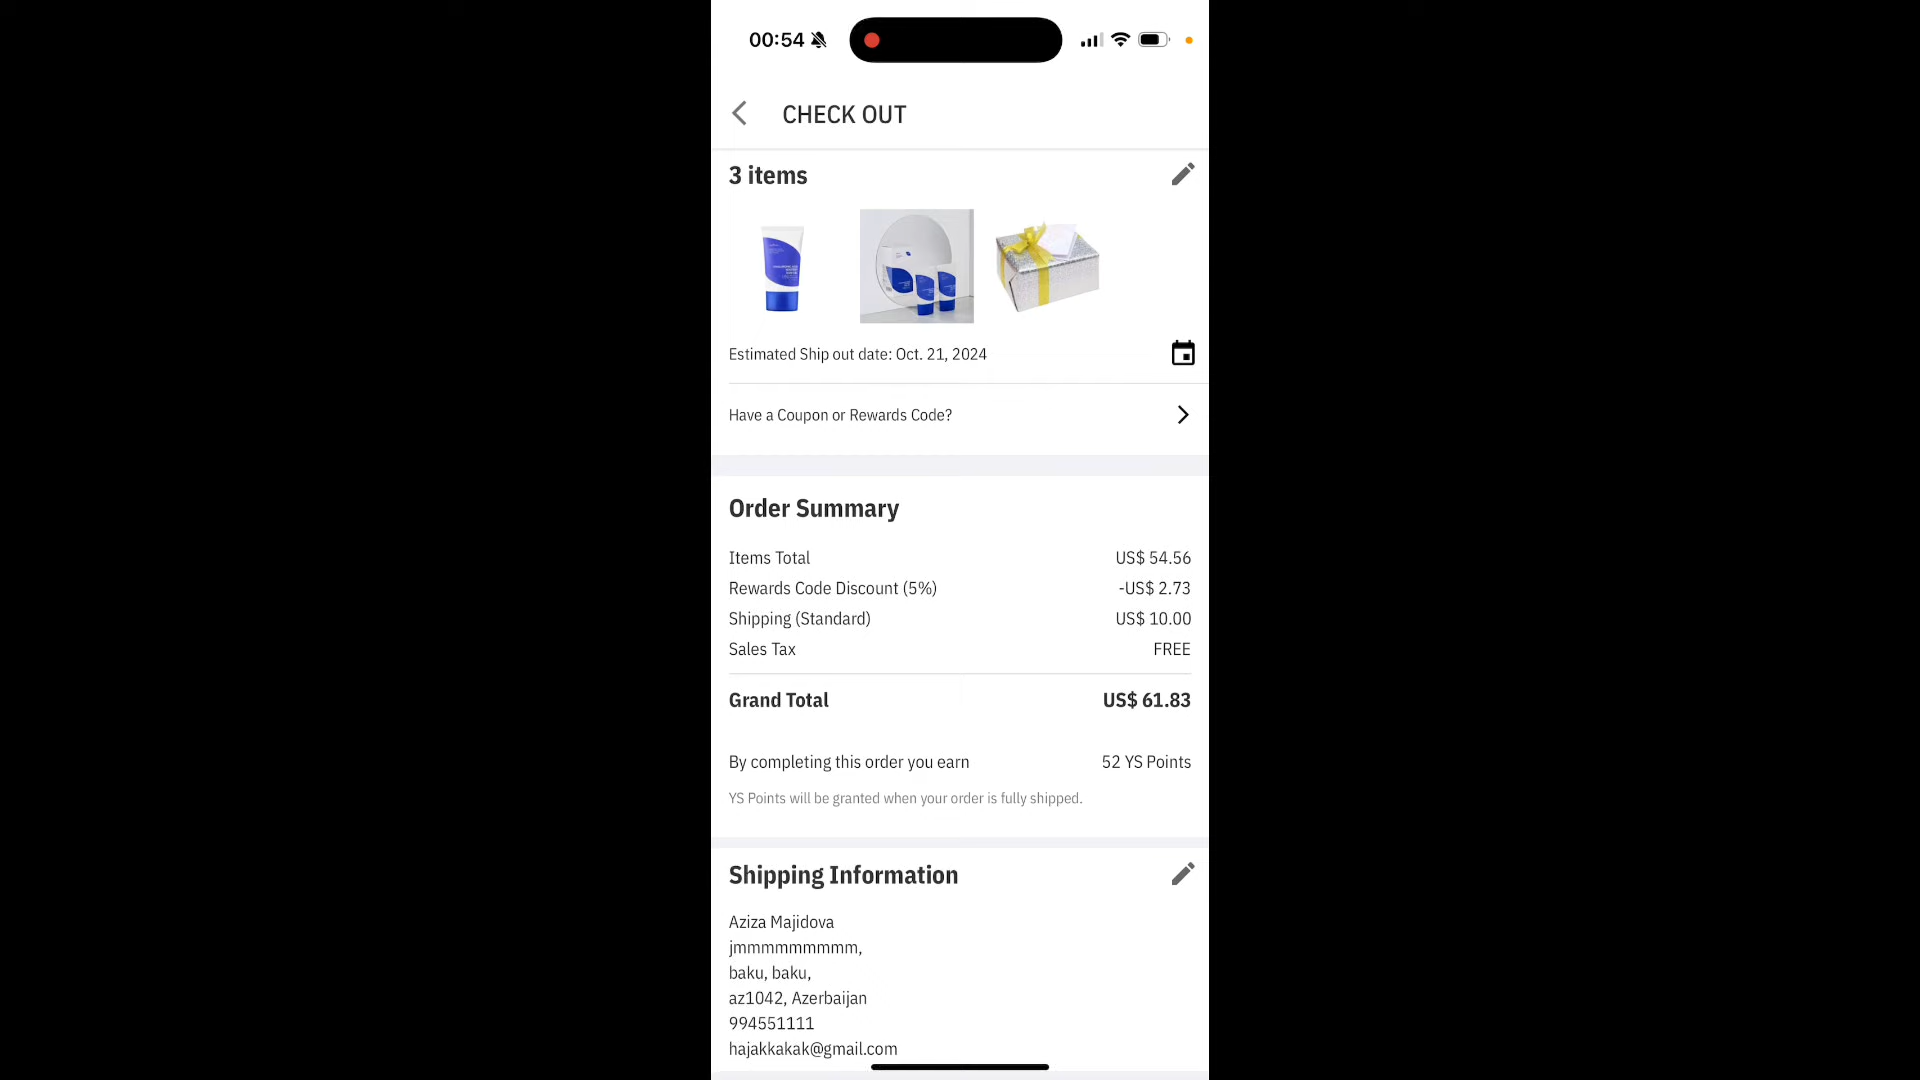 00:54
CHECK OUT
3 items
Estimated Ship out date: Oct. 21, 2024
Have a Coupon or Rewards Code?
Order Summary
Items Total US$ 54.56
Rewards Code Discount (5%) -US$ 2.73
Shipping (Standard) US$ 10.00
Sales Tax FREE
Grand Total US$ 61.83
By completing this order you earn 52 YS Points
YS Points will be granted when your order is fully shipped.
Shipping Information
Aziza Majidova
jmmmmmmmmm,
baku, baku,
az1042, Azerbaijan
994551111
hajakkakak@gmail.com